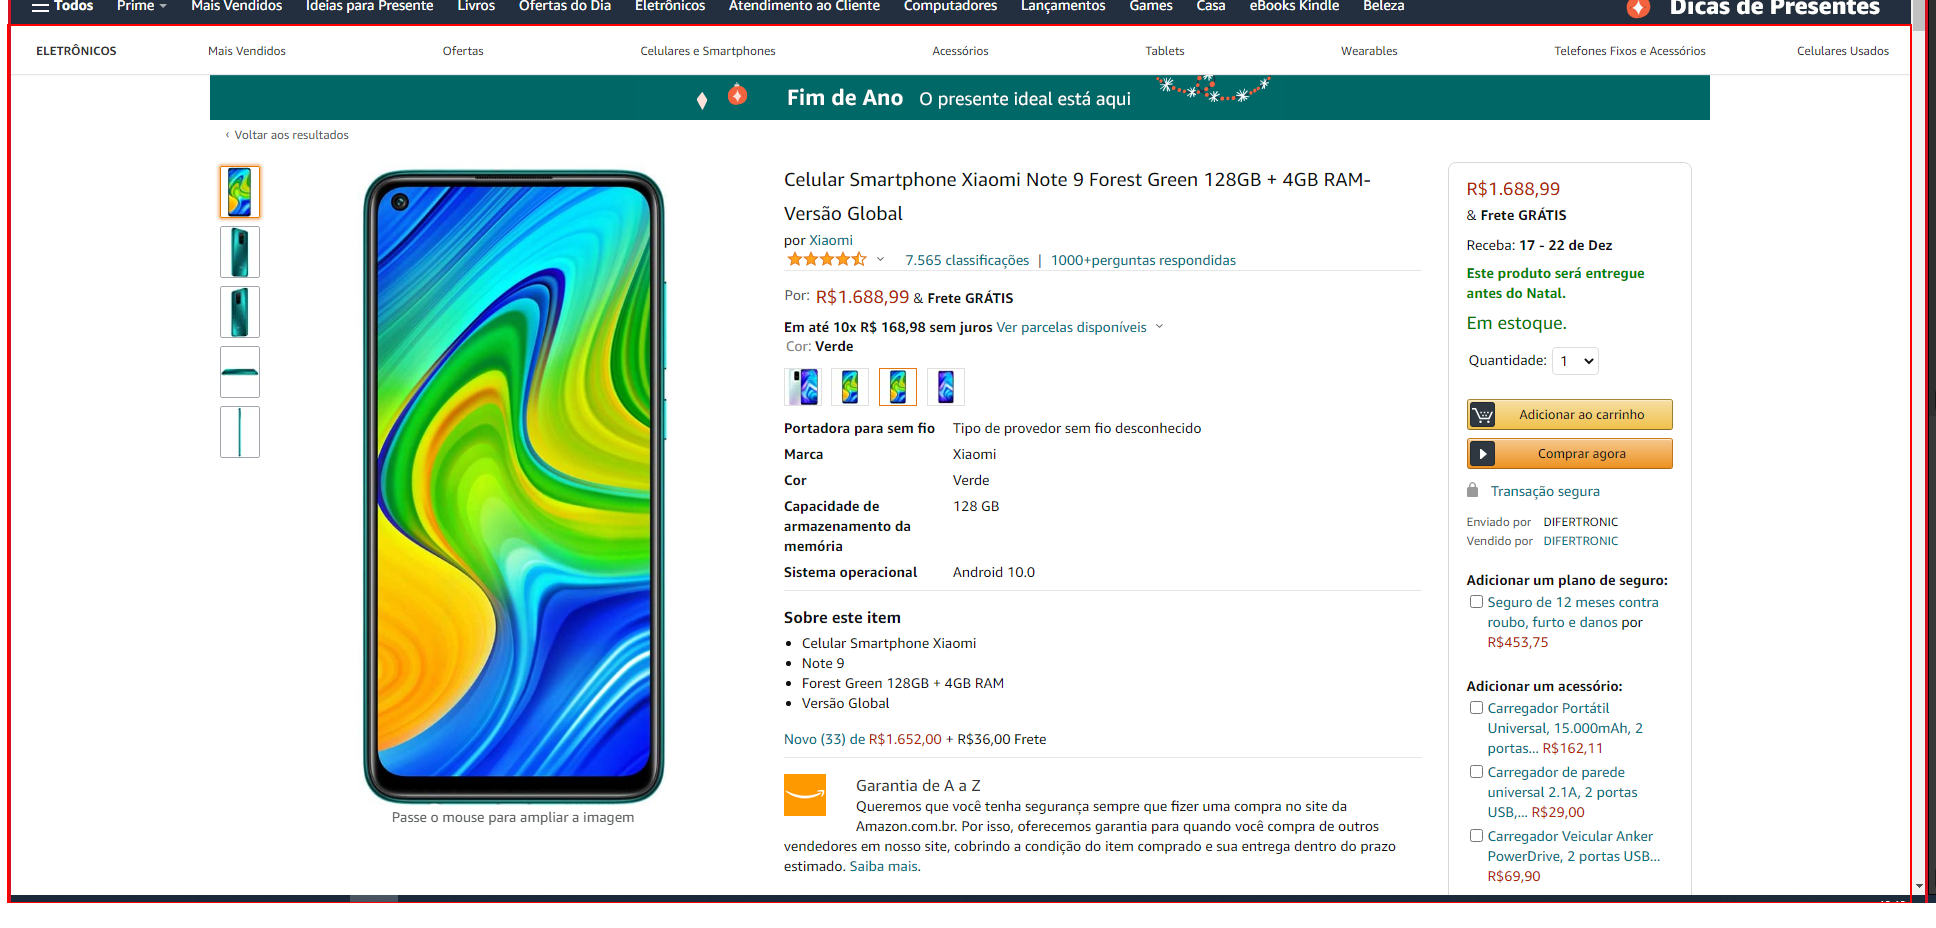 Todos Prime Mais Vendidos Ideias para Presente Livros Ofertas do Dia Eletrônicos Atendimento ao Cliente Computadores Lançamentos Games Casa eBooks Kindle Beleza Dicas de Presentes
ELETRÔNICOS Mais Vendidos Ofertas Celulares e Smartphones Acessórios Tablets Wearables Telefones Fixos e Acessórios Celulares Usados
Fim de Ano O presente ideal está aqui
‹ Voltar aos resultados
Celular Smartphone Xiaomi Note 9 Forest Green 128GB + 4GB RAM-
Versão Global
por Xiaomi
7.565 classificações | 1000+perguntas respondidas
Por: R$1.688,99 & Frete GRÁTIS
Em até 10x R$ 168,98 sem juros Ver parcelas disponíveis
Cor: Verde
Portadora para sem fio Tipo de provedor sem fio desconhecido
Marca Xiaomi
Cor Verde
Capacidade de 128 GB
armazenamento da
memória
Sistema operacional Android 10.0
Sobre este item
• Celular Smartphone Xiaomi
• Note 9
• Forest Green 128GB + 4GB RAM
• Versão Global
Novo (33) de R$1.652,00 + R$36,00 Frete
Garantia de A a Z
Queremos que você tenha segurança sempre que fizer uma compra no site da
Amazon.com.br. Por isso, oferecemos garantia para quando você compra de outros
vendedores em nosso site, cobrindo a condição do item comprado e sua entrega dentro do prazo
estimado. Saiba mais.
Passe o mouse para ampliar a imagem
R$1.688,99
& Frete GRÁTIS
Receba: 17 - 22 de Dez
Este produto será entregue
antes do Natal.
Em estoque.
Quantidade: 1
Adicionar ao carrinho
Comprar agora
Transação segura
Enviado por DIFERTRONIC
Vendido por DIFERTRONIC
Adicionar um plano de seguro:
Seguro de 12 meses contra
roubo, furto e danos por
R$453,75
Adicionar um acessório:
Carregador Portátil
Universal, 15.000mAh, 2
portas... R$162,11
Carregador de parede
universal 2.1A, 2 portas
USB,... R$29,00
Carregador Veicular Anker
PowerDrive, 2 portas USB...
R$69,90